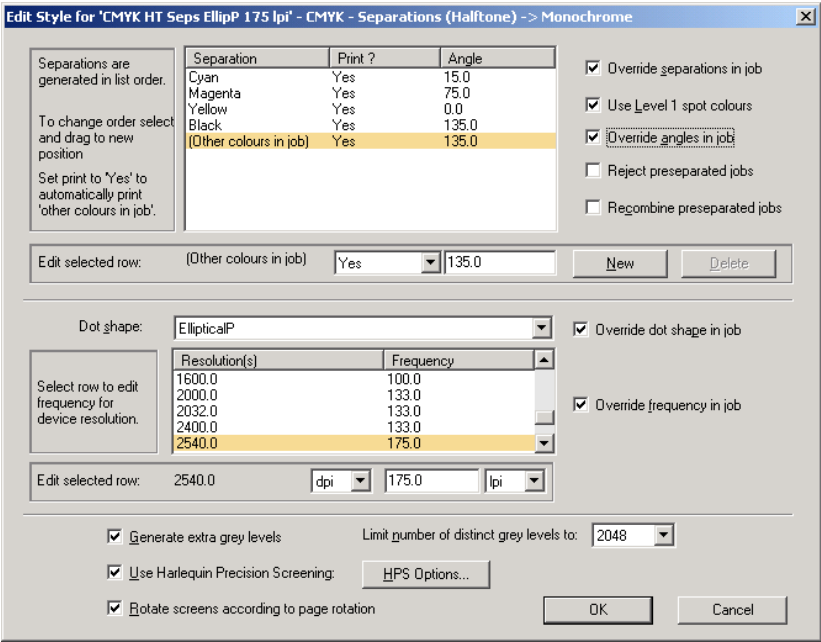 Edit Style for 'CMYK HT Seps EllipP 175 lpi' - CMYK - Separations (Halftone) -> Monochrome
Separations are
generated in list order.
To change order select
and drag to new
position
Set print to 'Yes' to
automatically print
'other colours in job'.
Separation Print ? Angle
Cyan Yes 15.0
Magenta Yes 75.0
Yellow Yes 0.0
Black Yes 135.0
(Other colours in job) Yes 135.0
Override separations in job
Use Level 1 spot colours
Override angles in job
Reject preseparated jobs
Recombine preseparated jobs
Edit selected row: (Other colours in job) Yes 135.0 New Delete
Dot shape: EllipticalP Override dot shape in job
Select row to edit
frequency for
device resolution.
Resolution(s) Frequency
1600.0 100.0
2000.0 133.0
2032.0 133.0
2400.0 133.0
2540.0 175.0
Override frequency in job
Edit selected row: 2540.0 dpi 175.0 lpi
Generate extra grey levels Limit number of distinct grey levels to: 2048
Use Harlequin Precision Screening: HPS Options...
Rotate screens according to page rotation
OK Cancel